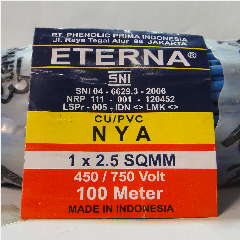 PT. PHENOLIC PRIMA INDONESIA
Jl. Raya Tegal Alur 98 JAKARTA
ETERNA®
SNI
SNI 04 - 6629.3 - 2006
NRP 111 - 001 - 120452
LSPr - 005 - IDN <> LMK <>
CU/PVC
NYA
1 x 2.5 SQMM
450 / 750 Volt
100 Meter
MADE IN INDONESIA